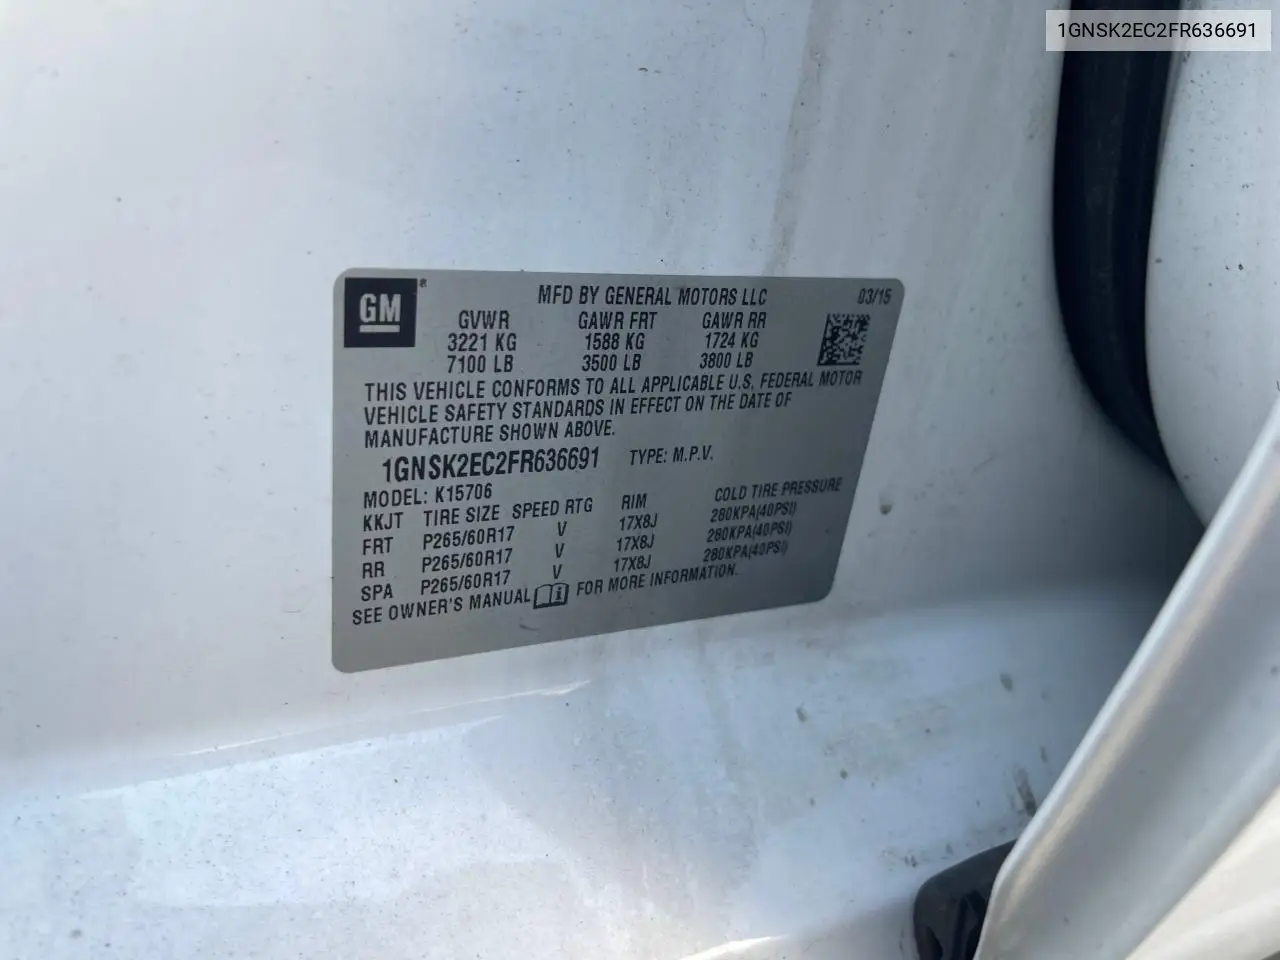 1GNSK2EC2FR636691
GM®
MFD BY GENERAL MOTORS LLC 03/15
GVWR GAWR FRT GAWR RR
3221 KG 1588 KG 1724 KG
7100 LB 3500 LB 3800 LB
THIS VEHICLE CONFORMS TO ALL APPLICABLE U.S. FEDERAL MOTOR
VEHICLE SAFETY STANDARDS IN EFFECT ON THE DATE OF
MANUFACTURE SHOWN ABOVE.
1GNSK2EC2FR636691 TYPE: M.P.V.
MODEL: K15706
KKJT TIRE SIZE SPEED RTG RIM COLD TIRE PRESSURE
FRT P265/60R17 V 17X8J 280KPA(40PSI)
RR P265/60R17 V 17X8J 280KPA(40PSI)
SPA P265/60R17 V 17X8J 280KPA(40PSI)
SEE OWNER'S MANUAL i FOR MORE INFORMATION.